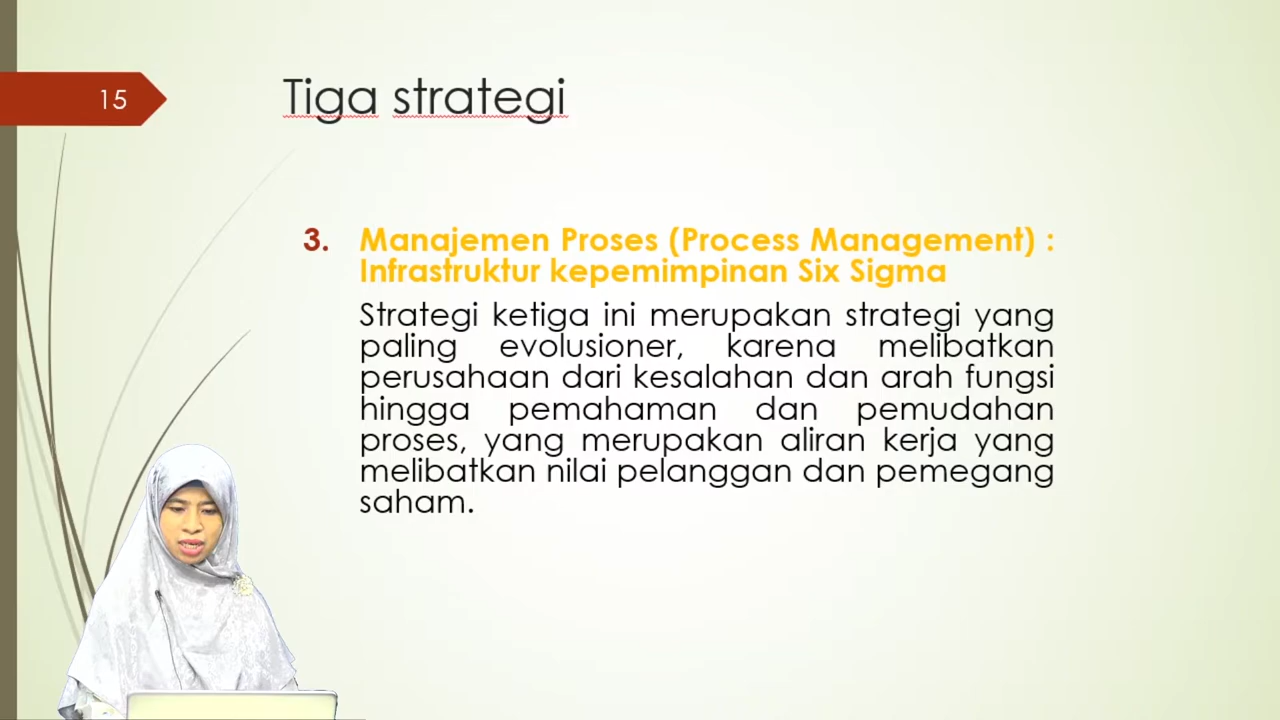 15
Tiga strategi
3. Manajemen Proses (Process Management) :
Infrastruktur kepemimpinan Six Sigma
Strategi ketiga ini merupakan strategi yang
paling evolusioner, karena melibatkan
perusahaan dari kesalahan dan arah fungsi
hingga pemahaman dan pemudahan
proses, yang merupakan aliran kerja yang
melibatkan nilai pelanggan dan pemegang
saham.